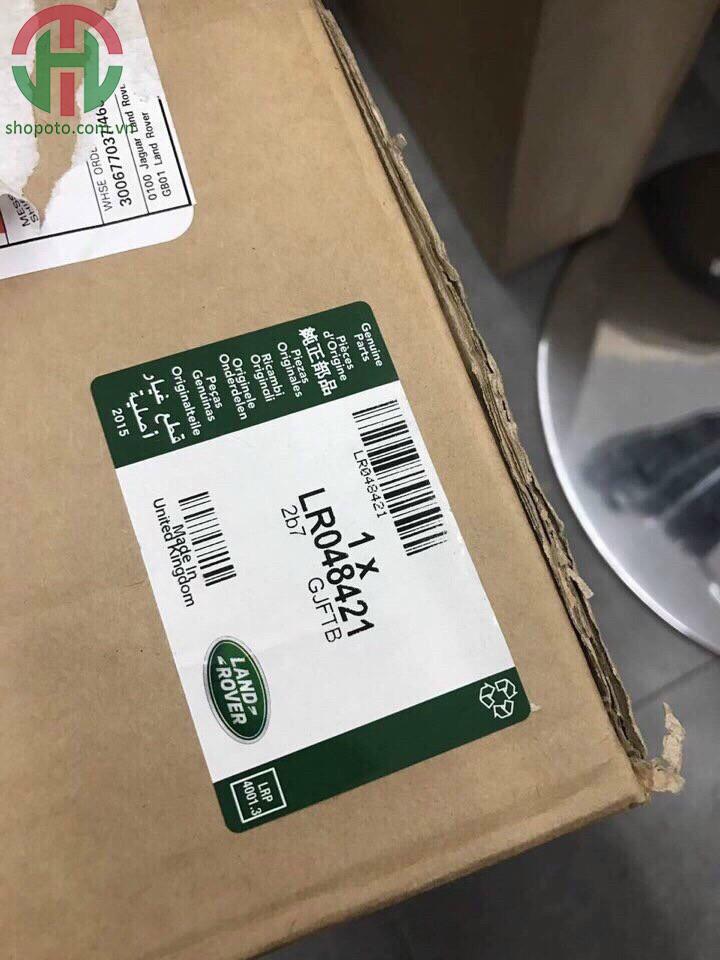 shopoto.com.vn
WHSE ORD
0100 Jaguar Land Rove
GB01 Land Rover
Genuine
Parts
Pièces
d'Origine
純正部品
Piezas
Originales
Ricambi
Originali
Originele
Onderdelen
Peças
Genuinas
Originalteile
قطع غيار
أصلية
2015
LR048421
1 x
LR048421
2b7
GJFTB
Made In
United Kingdom
LAND
ROVER
LRP
4001.3